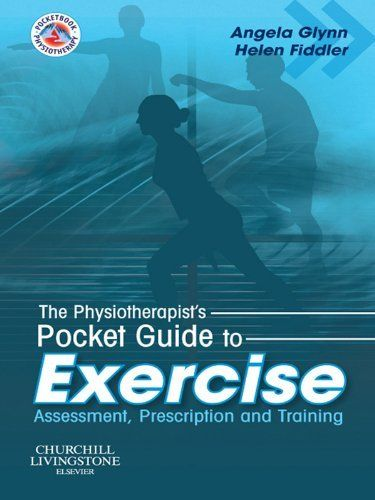 POCKETBOOK
PHYSIOTHERAPY
Angela Glynn
Helen Fiddler
The Physiotherapist's
Pocket Guide to
Exercise
Assessment, Prescription and Training
CHURCHILL
LIVINGSTONE
ELSEVIER